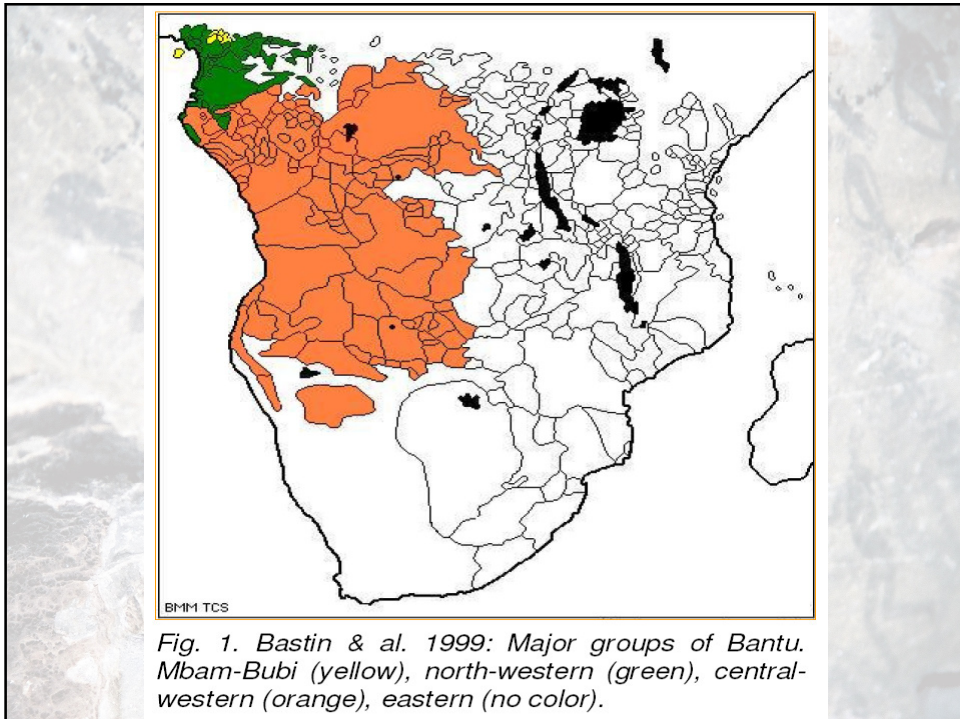 BMM TCS
Fig. 1. Bastin & al. 1999: Major groups of Bantu.
Mbam-Bubi (yellow), north-western (green), central-
western (orange), eastern (no color).